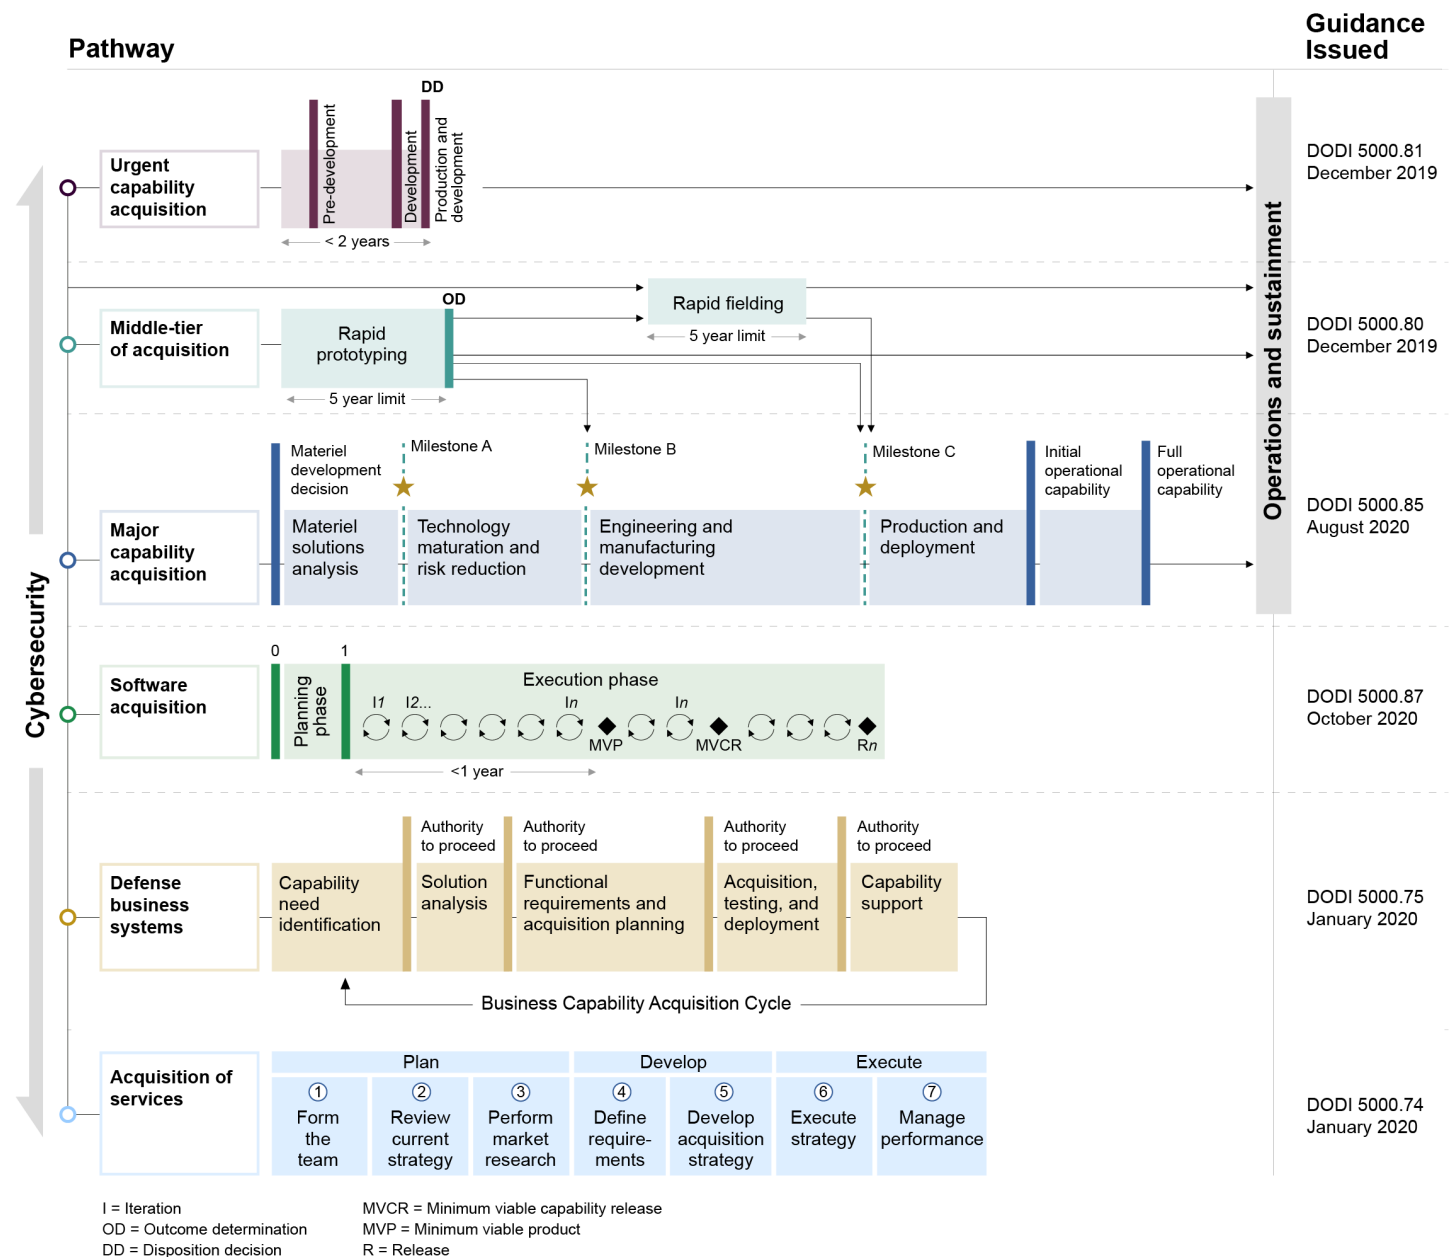 Pathway
Guidance
Issued
DD
Urgent
capability
acquisition
Pre-development
Development
Production and
development
< 2 years
DODI 5000.81
December 2019
Middle-tier
of acquisition
Rapid
prototyping
OD
5 year limit
Rapid fielding
5 year limit
DODI 5000.80
December 2019
Operations and sustainment
Cybersecurity
Major
capability
acquisition
Materiel
development
decision
Milestone A
Milestone B
Milestone C
Initial
operational
capability
Full
operational
capability
Materiel
solutions
analysis
Technology
maturation and
risk reduction
Engineering and
manufacturing
development
Production and
deployment
DODI 5000.85
August 2020
Software
acquisition
0
1
Planning
phase
Execution phase
I1
I2...
In
In
MVP
MVCR
Rn
<1 year
DODI 5000.87
October 2020
Defense
business
systems
Authority
to proceed
Authority
to proceed
Authority
to proceed
Authority
to proceed
Capability
need
identification
Solution
analysis
Functional
requirements and
acquisition planning
Acquisition,
testing, and
deployment
Capability
support
Business Capability Acquisition Cycle
DODI 5000.75
January 2020
Acquisition of
services
Plan
Develop
Execute
1
Form
the
team
2
Review
current
strategy
3
Perform
market
research
4
Define
require-
ments
5
Develop
acquisition
strategy
6
Execute
strategy
7
Manage
performance
DODI 5000.74
January 2020
I = Iteration
OD = Outcome determination
DD = Disposition decision
MVCR = Minimum viable capability release
MVP = Minimum viable product
R = Release